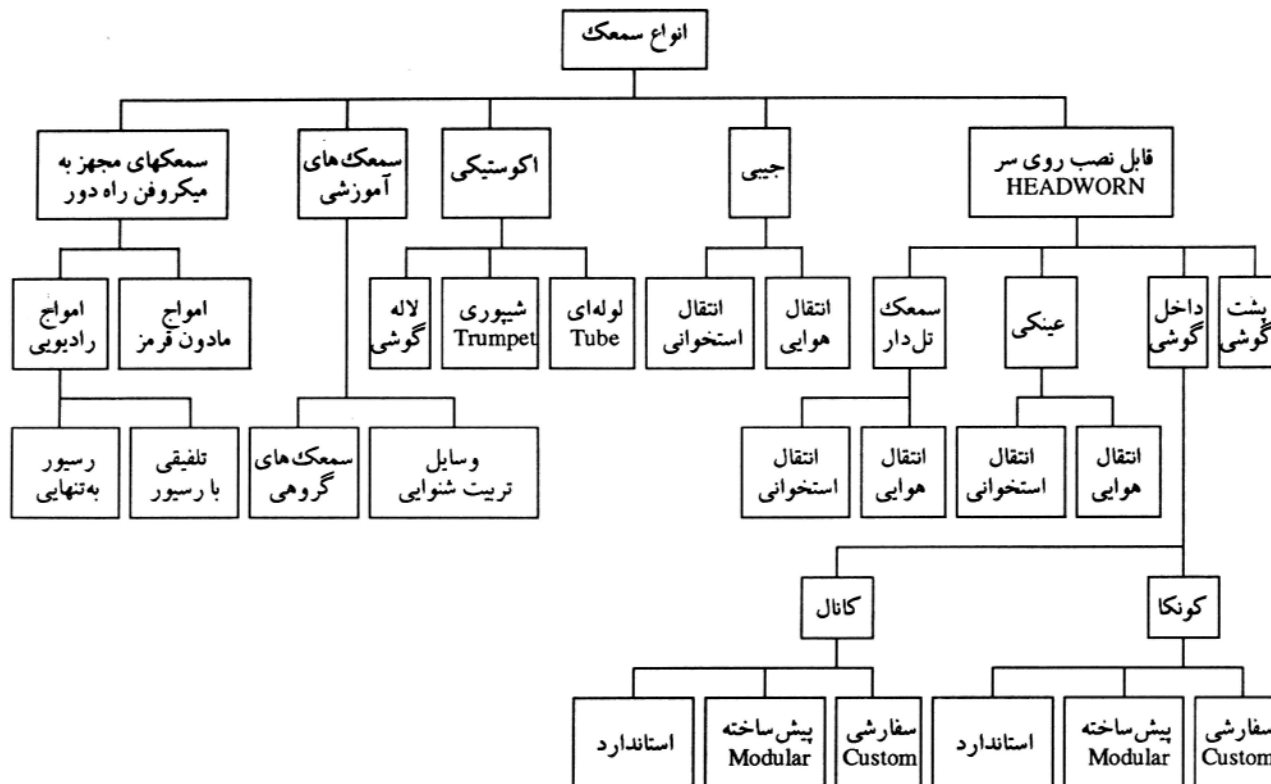 انواع سمعک
قابل نصب روی سر
HEADWORN
جیبی
اکوستیکی
سمعک‌های
آموزشی
سمعکهای مجهز به
میکروفن راه دور
پشت
گوشی
داخل
گوشی
عینکی
سمعک
تل‌دار
انتقال
هوایی
انتقال
استخوانی
لوله‌ای
Tube
شیپوری
Trumpet
لاله
گوشی
امواج
مادون قرمز
امواج
رادیویی
انتقال
هوایی
انتقال
استخوانی
انتقال
هوایی
انتقال
استخوانی
وسایل
تربیت شنوایی
سمعک‌های
گروهی
تلفیقی
با رسیور
رسیور
به‌تنهایی
کونکا
کانال
سفارشی
Custom
پیش‌ساخته
Modular
استاندارد
سفارشی
Custom
پیش‌ساخته
Modular
استاندارد